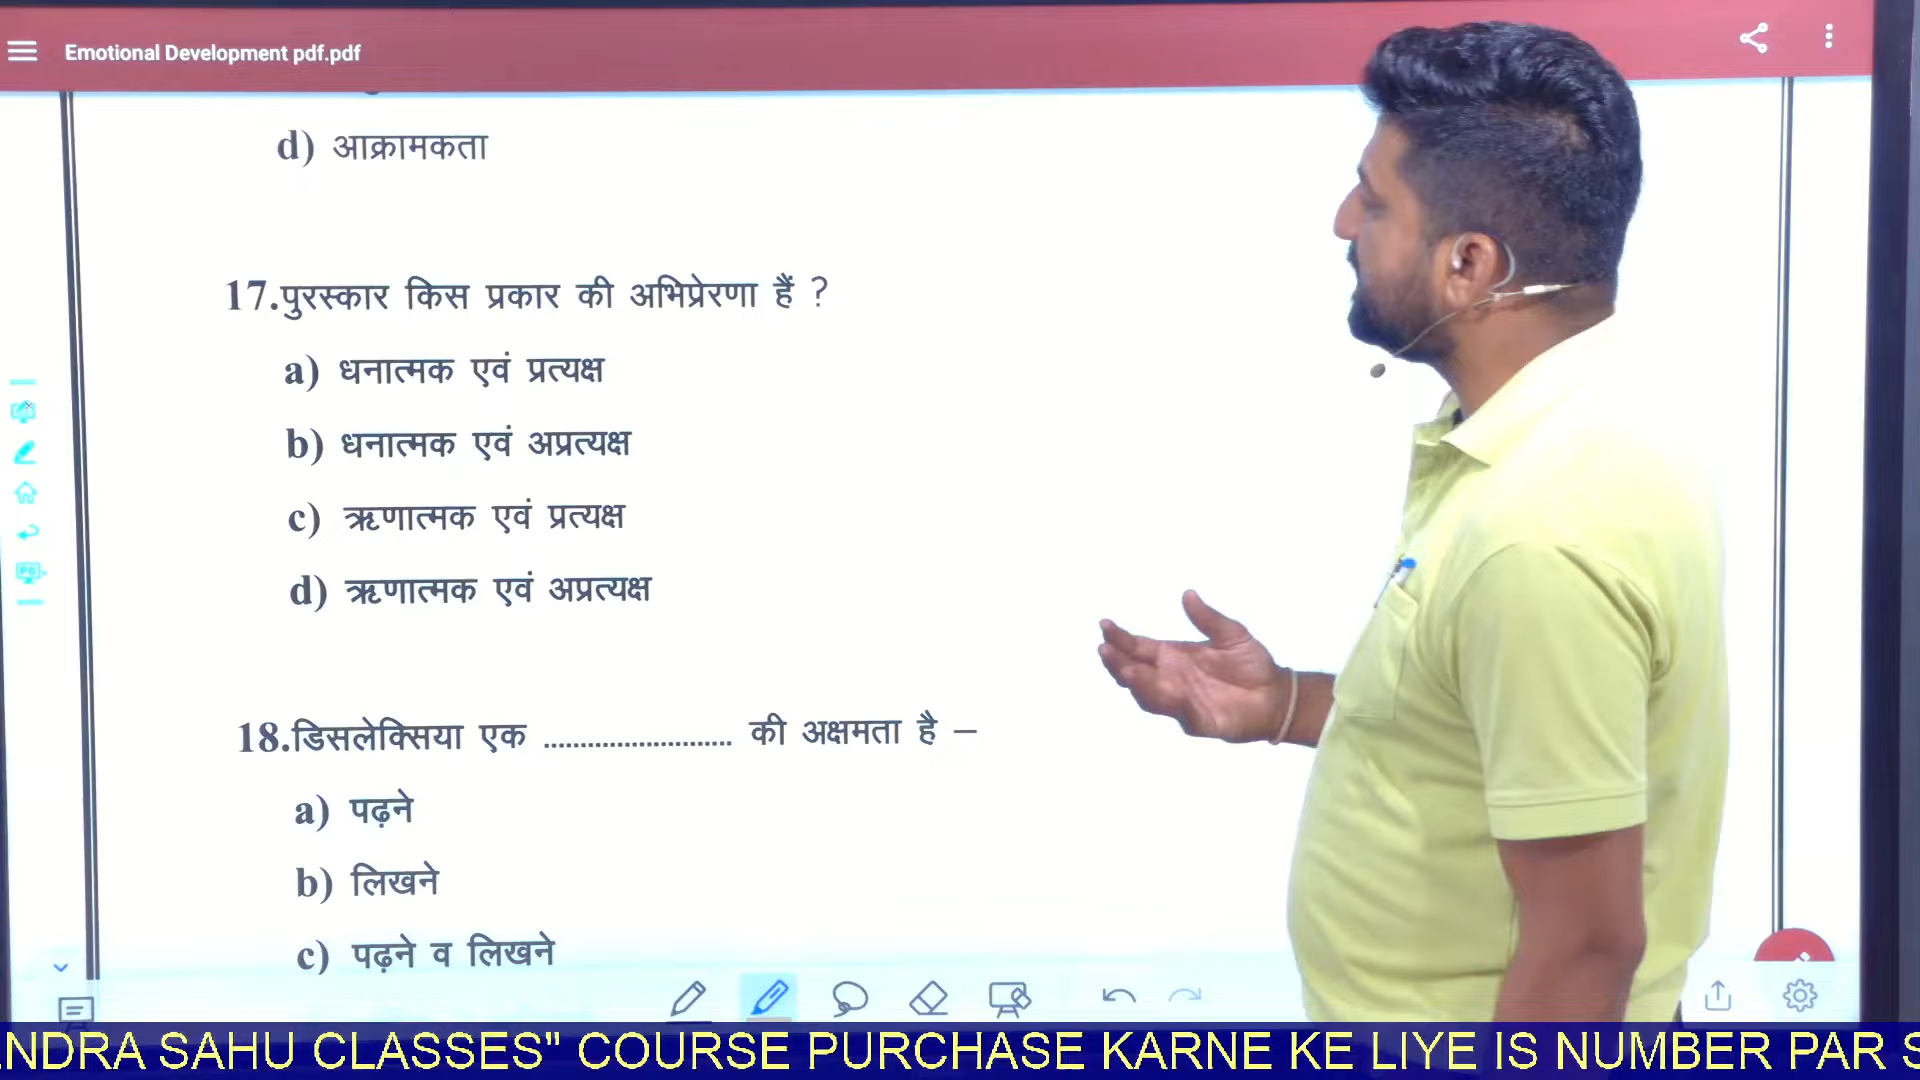 Emotional Development pdf.pdf
d) आक्रामकता
17.पुरस्कार किस प्रकार की अभिप्रेरणा हैं ?
a) धनात्मक एवं प्रत्यक्ष
b) धनात्मक एवं अप्रत्यक्ष
c) ऋणात्मक एवं प्रत्यक्ष
d) ऋणात्मक एवं अप्रत्यक्ष
18.डिसलेक्सिया एक .......................... की अक्षमता है –
a) पढ़ने
b) लिखने
c) पढ़ने व लिखने
SAHU CLASSES" COURSE PURCHASE KARNE KE LIYE IS NUMBER PAR